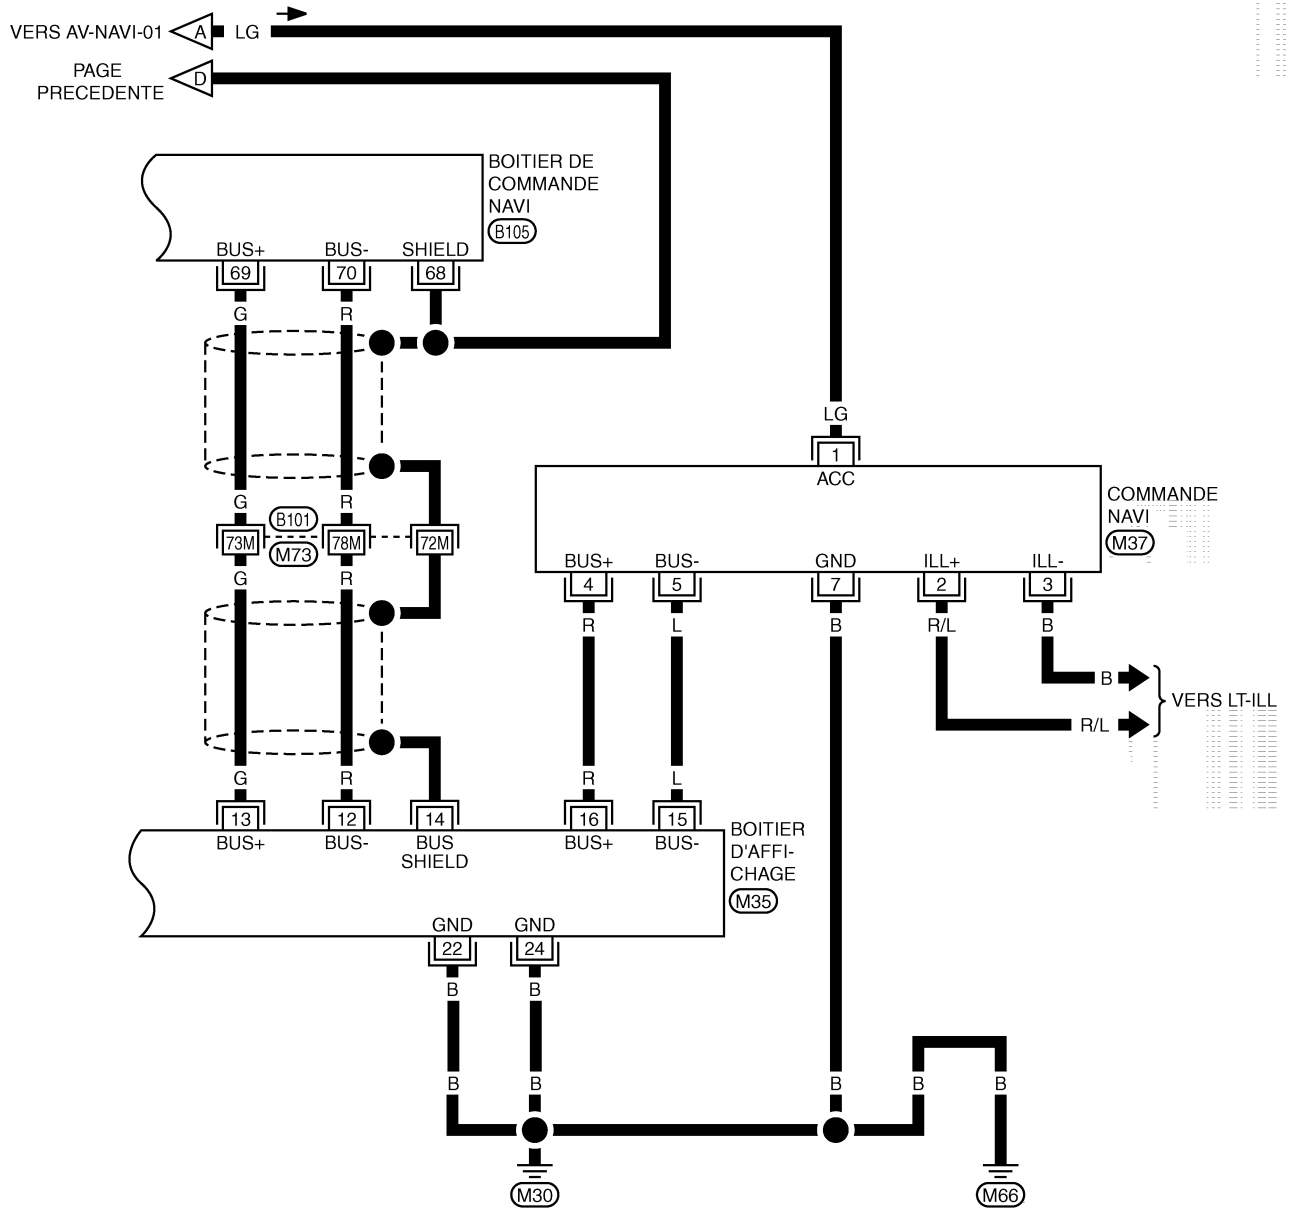 VERS AV-NAVI-01 A LG
PAGE
PRECEDENTE
D
BOITIER DE
COMMANDE
NAVI
B105
BUS+ BUS- SHIELD
69 70 68
G R
LG
1
ACC
COMMANDE
NAVI
M37
G R
B101
73M 78M 72M
M73
G R
BUS+ BUS- GND ILL+ ILL-
4 5 7 2 3
R L B R/L B
B
VERS LT-ILL
R/L
G R R L
13 12 14 16 15
BUS+ BUS- BUS BUS+ BUS-
SHIELD
BOITIER
D'AFFI-
CHAGE
M35
GND GND
22 24
B B
B B B B B
M30 M66